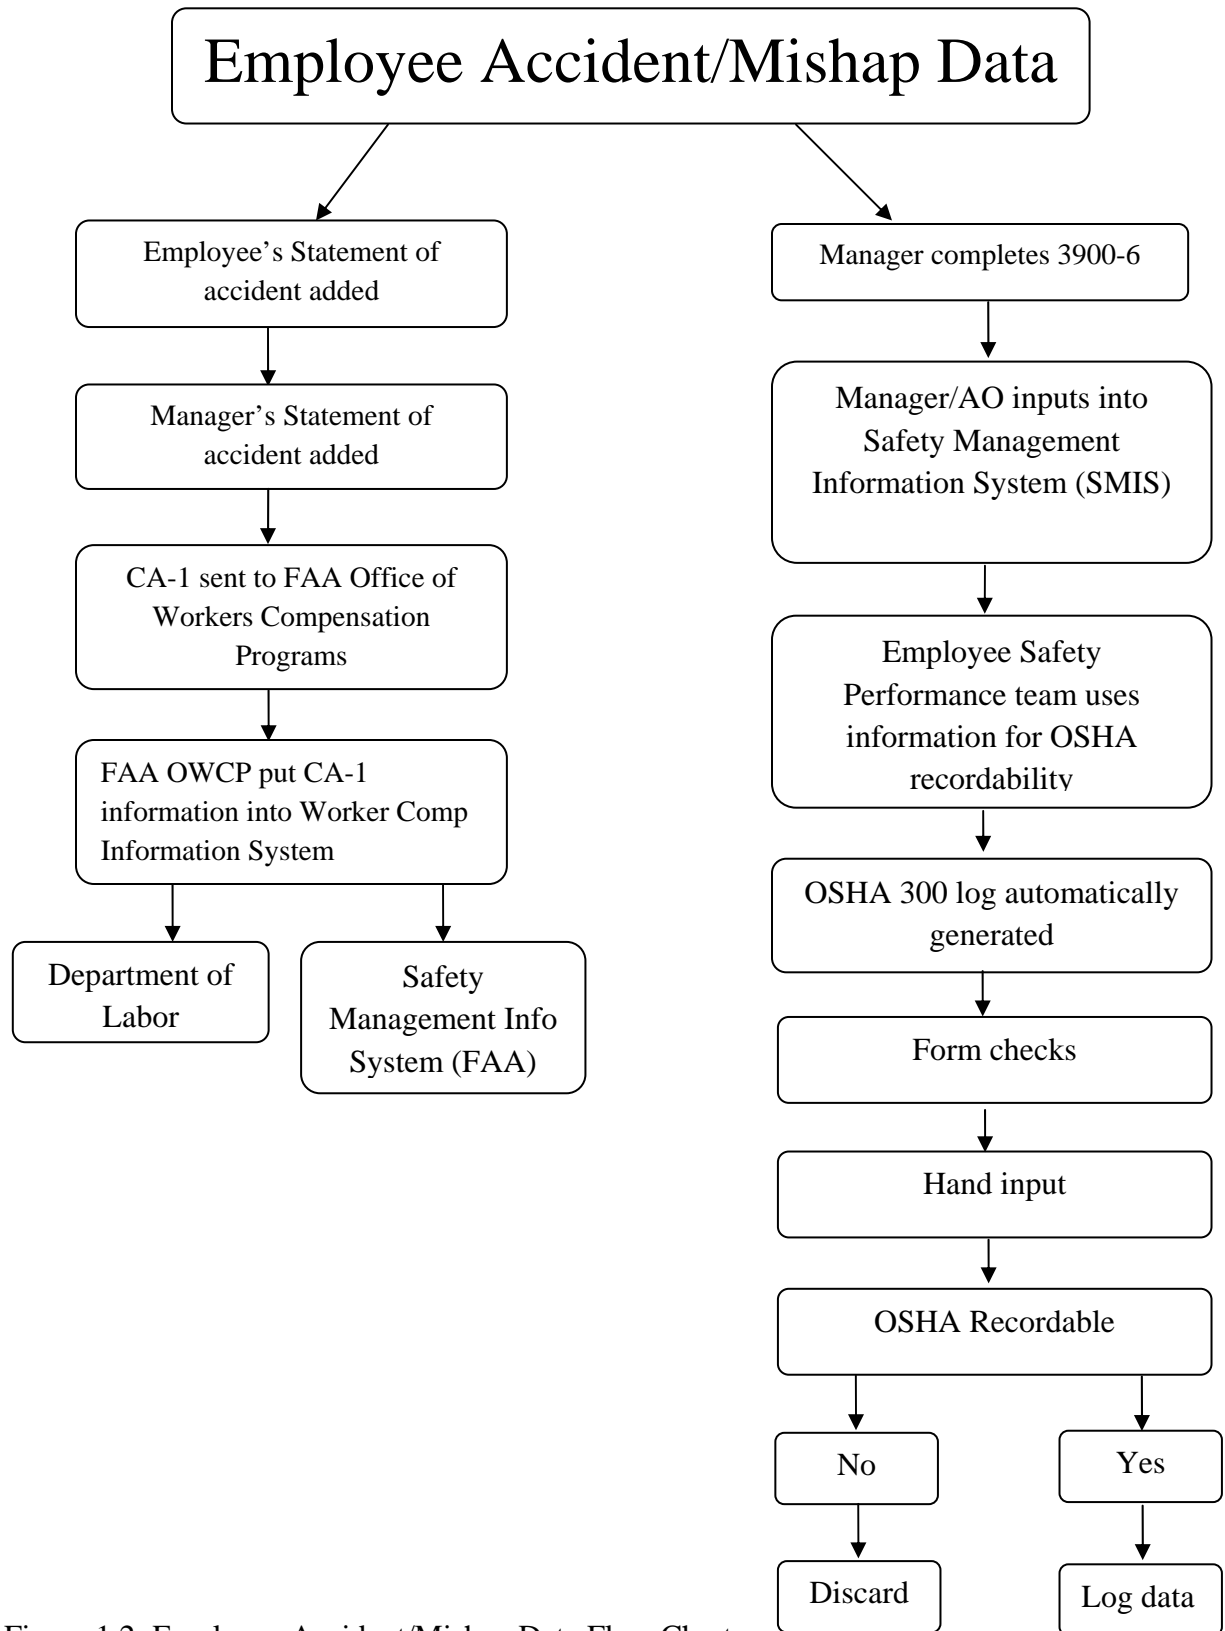 Employee Accident/Mishap Data
Employee's Statement of
accident added
Manager's Statement of
accident added
CA-1 sent to FAA Office of
Workers Compensation
Programs
FAA OWCP put CA-1
information into Worker Comp
Information System
Department of
Labor
Safety
Management Info
System (FAA)
Manager completes 3900-6
Manager/AO inputs into
Safety Management
Information System (SMIS)
Employee Safety
Performance team uses
information for OSHA
recordability
OSHA 300 log automatically
generated
Form checks
Hand input
OSHA Recordable
No
Yes
Discard
Log data
Figure 1.2. Employee Accident/Mishap Data Flow Chart